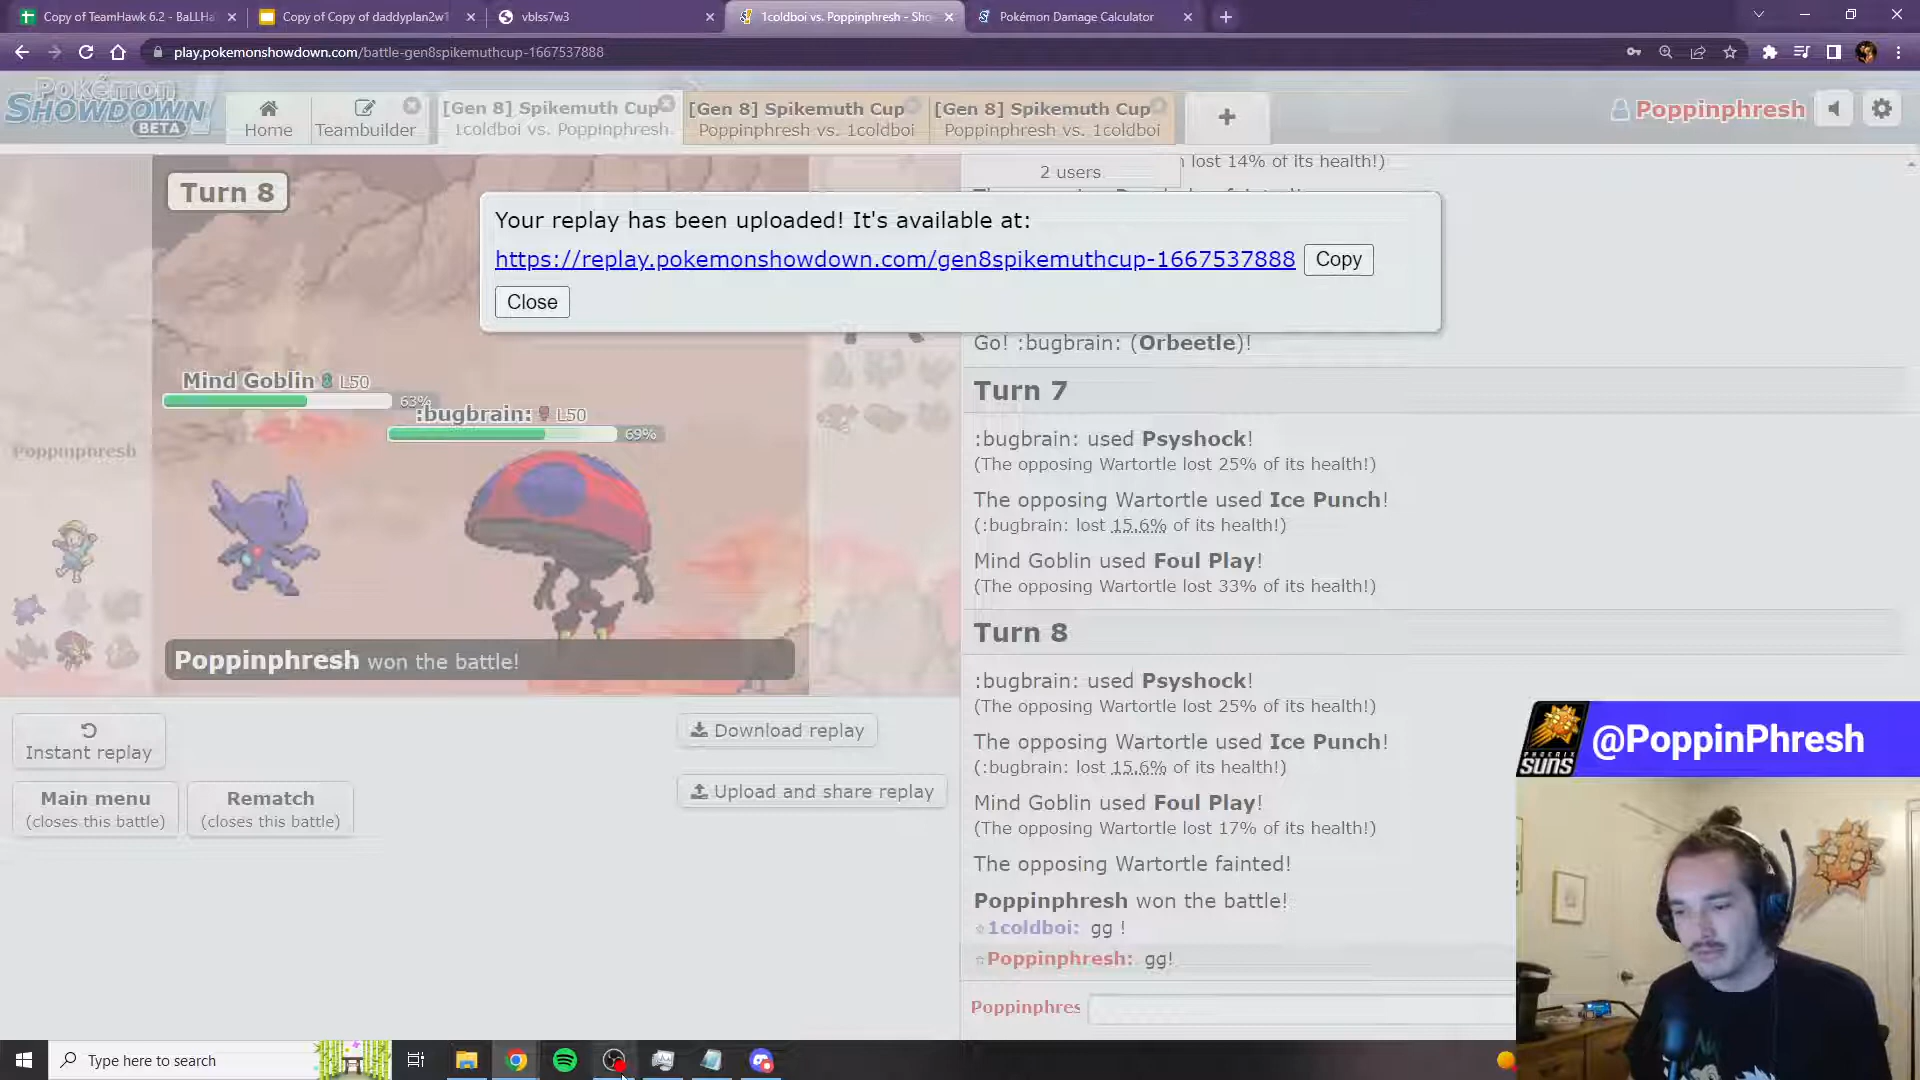 Copy of TeamHawk 6.2 - BaLLHa
Copy of Copy of daddyplan2w1
vblss7w3
1coldboi vs. Poppinphresh - Sho
Pokémon Damage Calculator
play.pokemonshowdown.com/battle-gen8spikemuthcup-1667537888
Pokémon
SHOWDOWN
BETA
Home
Teambuilder
[Gen 8] Spikemuth Cup
1coldboi vs. Poppinphresh
[Gen 8] Spikemuth Cup
Poppinphresh vs. 1coldboi
[Gen 8] Spikemuth Cup
Poppinphresh vs. 1coldboi
Poppinphresh
Turn 8
2 users
lost 14% of its health!)
Your replay has been uploaded! It's available at:
https://replay.pokemonshowdown.com/gen8spikemuthcup-1667537888 Copy
Close
Go! :bugbrain: (Orbeetle)!
Turn 7
:bugbrain: used Psyshock!
(The opposing Wartortle lost 25% of its health!)
The opposing Wartortle used Ice Punch!
(:bugbrain: lost 15.6% of its health!)
Mind Goblin used Foul Play!
(The opposing Wartortle lost 33% of its health!)
Turn 8
:bugbrain: used Psyshock!
(The opposing Wartortle lost 25% of its health!)
The opposing Wartortle used Ice Punch!
(:bugbrain: lost 15.6% of its health!)
Mind Goblin used Foul Play!
(The opposing Wartortle lost 17% of its health!)
The opposing Wartortle fainted!
Poppinphresh won the battle!
☆1coldboi: gg !
☆Poppinphresh: gg!
Poppinphres
Mind Goblin L50
63%
:bugbrain: L50
69%
Poppinphresh
Poppinphresh won the battle!
Instant replay
Download replay
Upload and share replay
Main menu
(closes this battle)
Rematch
(closes this battle)
PHOENIX
SUNS
@PoppinPhresh
Type here to search